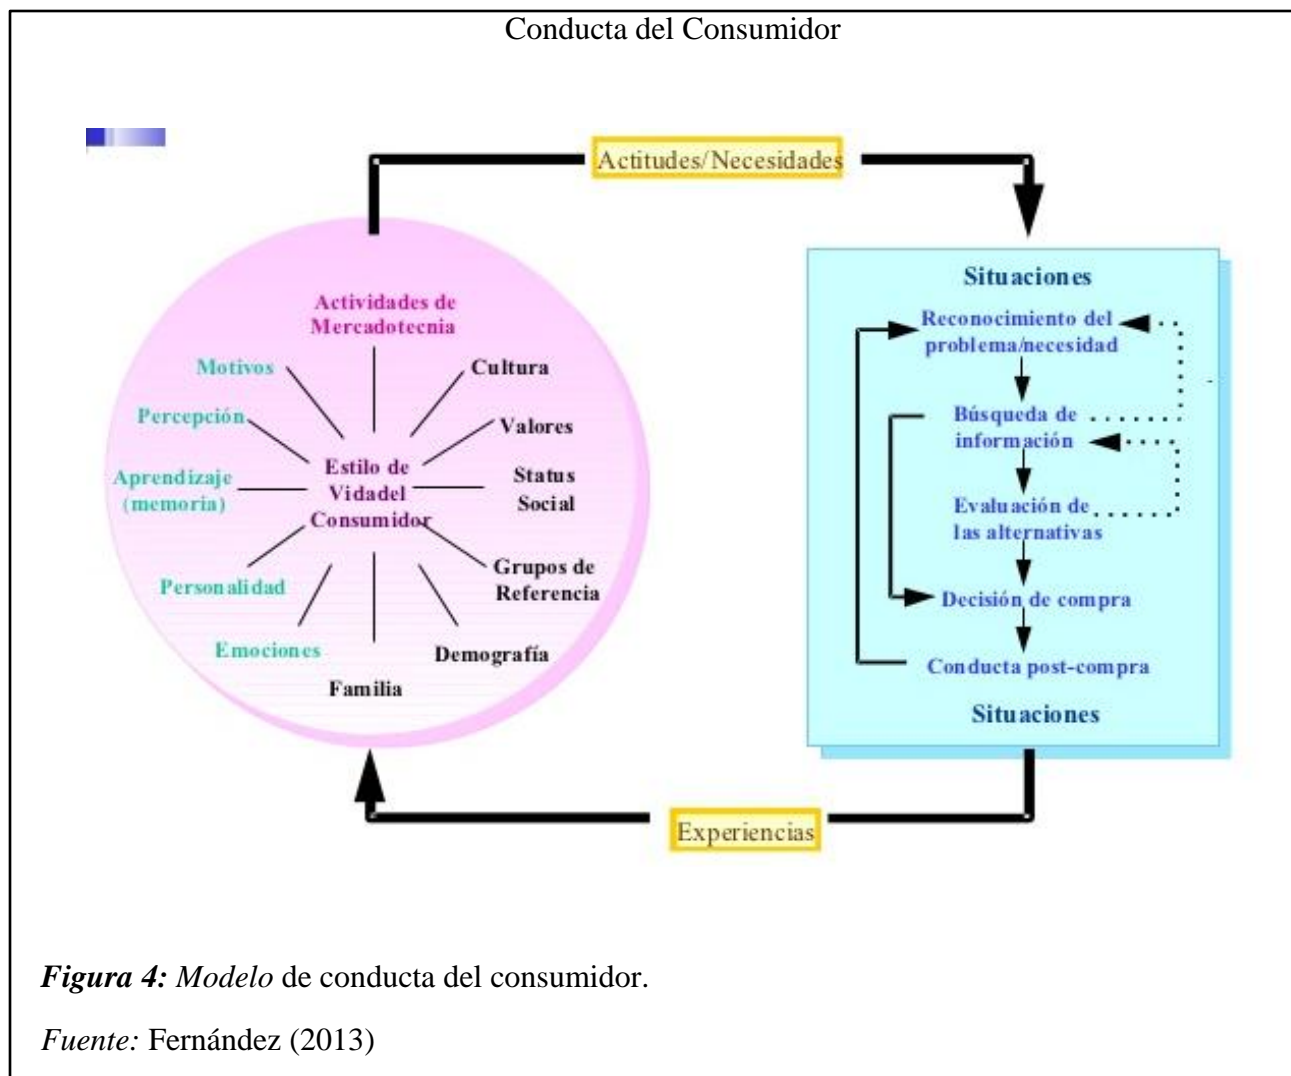 Conducta del Consumidor
Actitudes/Necesidades
Actividades de
Mercadotecnia
Motivos
Cultura
Percepción
Valores
Estilo de
Vidadel
Consumidor
Aprendizaje
(memoria)
Status
Social
Personalidad
Grupos de
Referencia
Emociones
Demografía
Familia
Situaciones
Reconocimiento del
problema/necesidad
Búsqueda de
información
Evaluación de
las alternativas
Decisión de compra
Conducta post-compra
Situaciones
Experiencias
Figura 4: Modelo de conducta del consumidor.
Fuente: Fernández (2013)